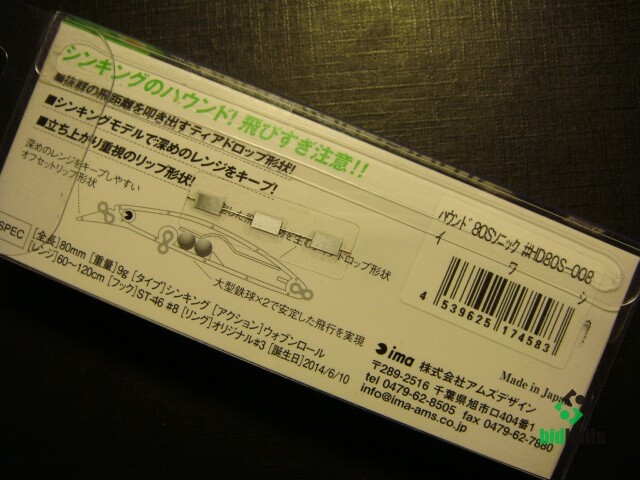 シンキングのハウンド! 飛びすぎ注意!!
■抜群の飛距離を叩き出すティアドロップ形状!
■シンキングモデルで深めのレンジをキープ!
■立ち上がり重視のリップ形状!
深めのレンジをキープしやすい
オフセットリップ形状
ドロップ形状
大型鉄球×2で安定した飛行を実現
SPEC
[全長]80mm [重量]9g [タイプ]シンキング [アクション]ウォブンロール
[レンジ]60~120cm [フック]ST-46 #8 [リング]オリジナル#3 [誕生日]2014/6/10
ハウンド80Sソニック #HD80S-008
イワシ
4 539625 174583
Made in Japan
ima 株式会社アムズデザイン
〒289-2516 千葉県旭市ロ404番1
tel 0479-62-8505 fax 0479-62-7880
info@ima-ams.co.jp